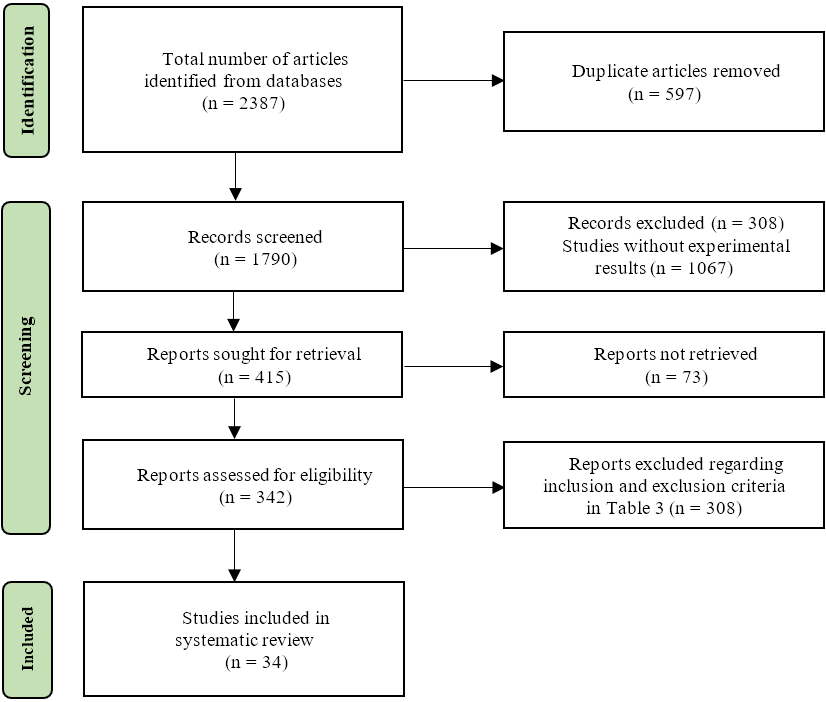 Identification
Total number of articles
identified from databases
(n = 2387)
Duplicate articles removed
(n = 597)
Screening
Records screened
(n = 1790)
Records excluded (n = 308)
Studies without experimental
results (n = 1067)
Reports sought for retrieval
(n = 415)
Reports not retrieved
(n = 73)
Reports assessed for eligibility
(n = 342)
Reports excluded regarding
inclusion and exclusion criteria
in Table 3 (n = 308)
Included
Studies included in
systematic review
(n = 34)